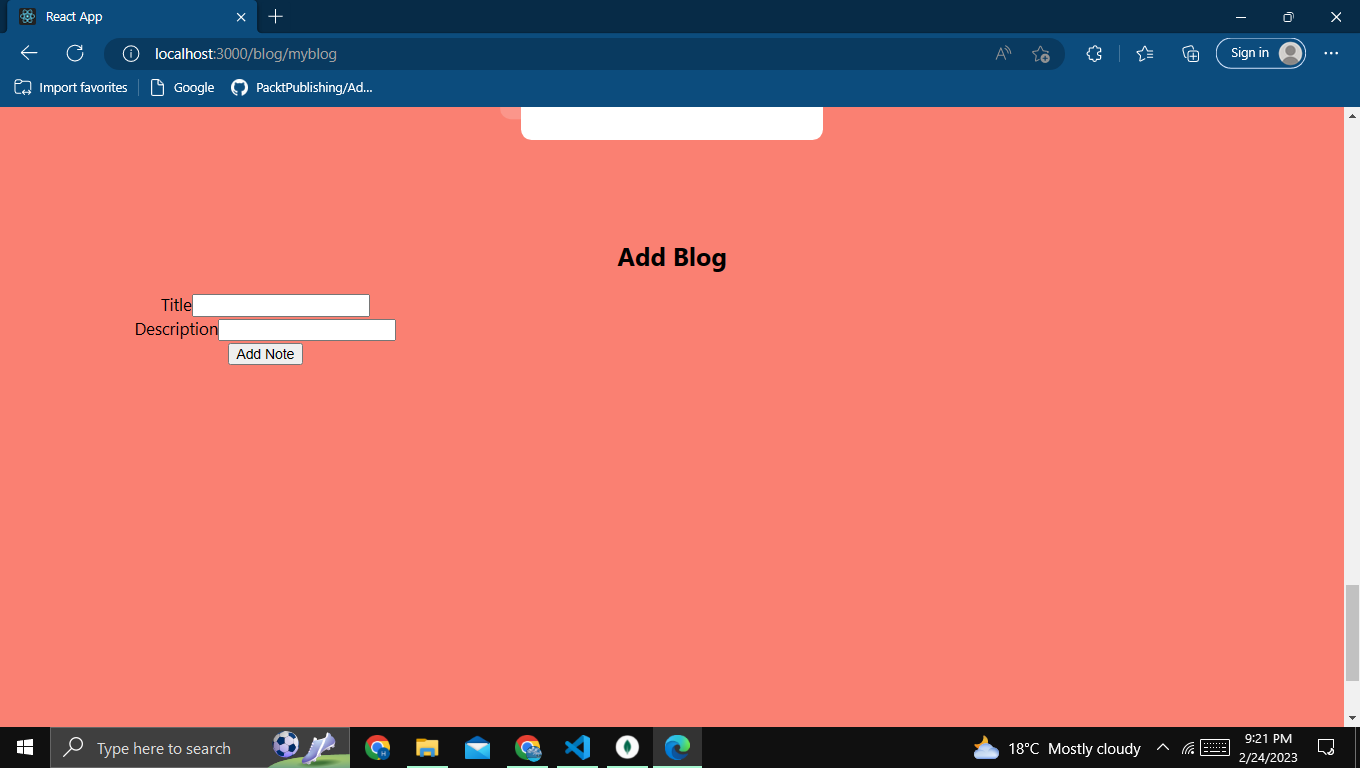 React App
localhost:3000/blog/myblog
Sign in
Import favorites
Google
PacktPublishing/Ad...
Add Blog
Title
Description
Add Note
Type here to search
18°C Mostly cloudy
9:21 PM
2/24/2023